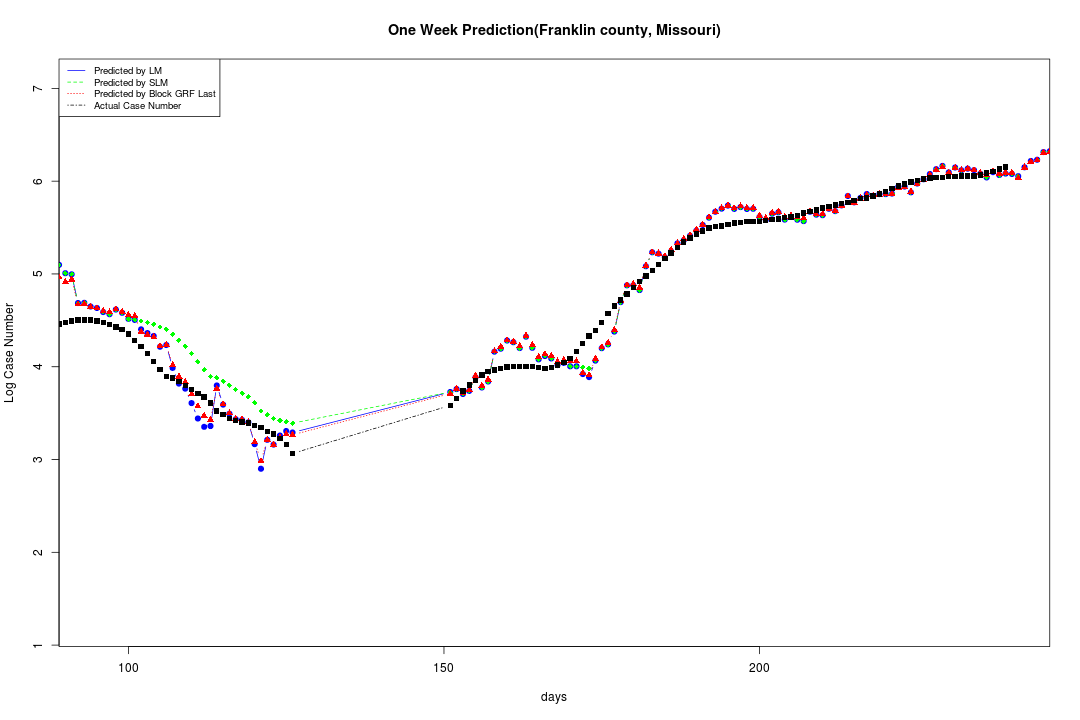 One Week Prediction(Franklin county, Missouri)
Predicted by LM
Predicted by SLM
Predicted by Block GRF Last
Actual Case Number
Log Case Number
7
6
5
4
3
2
1
100 150 200
days